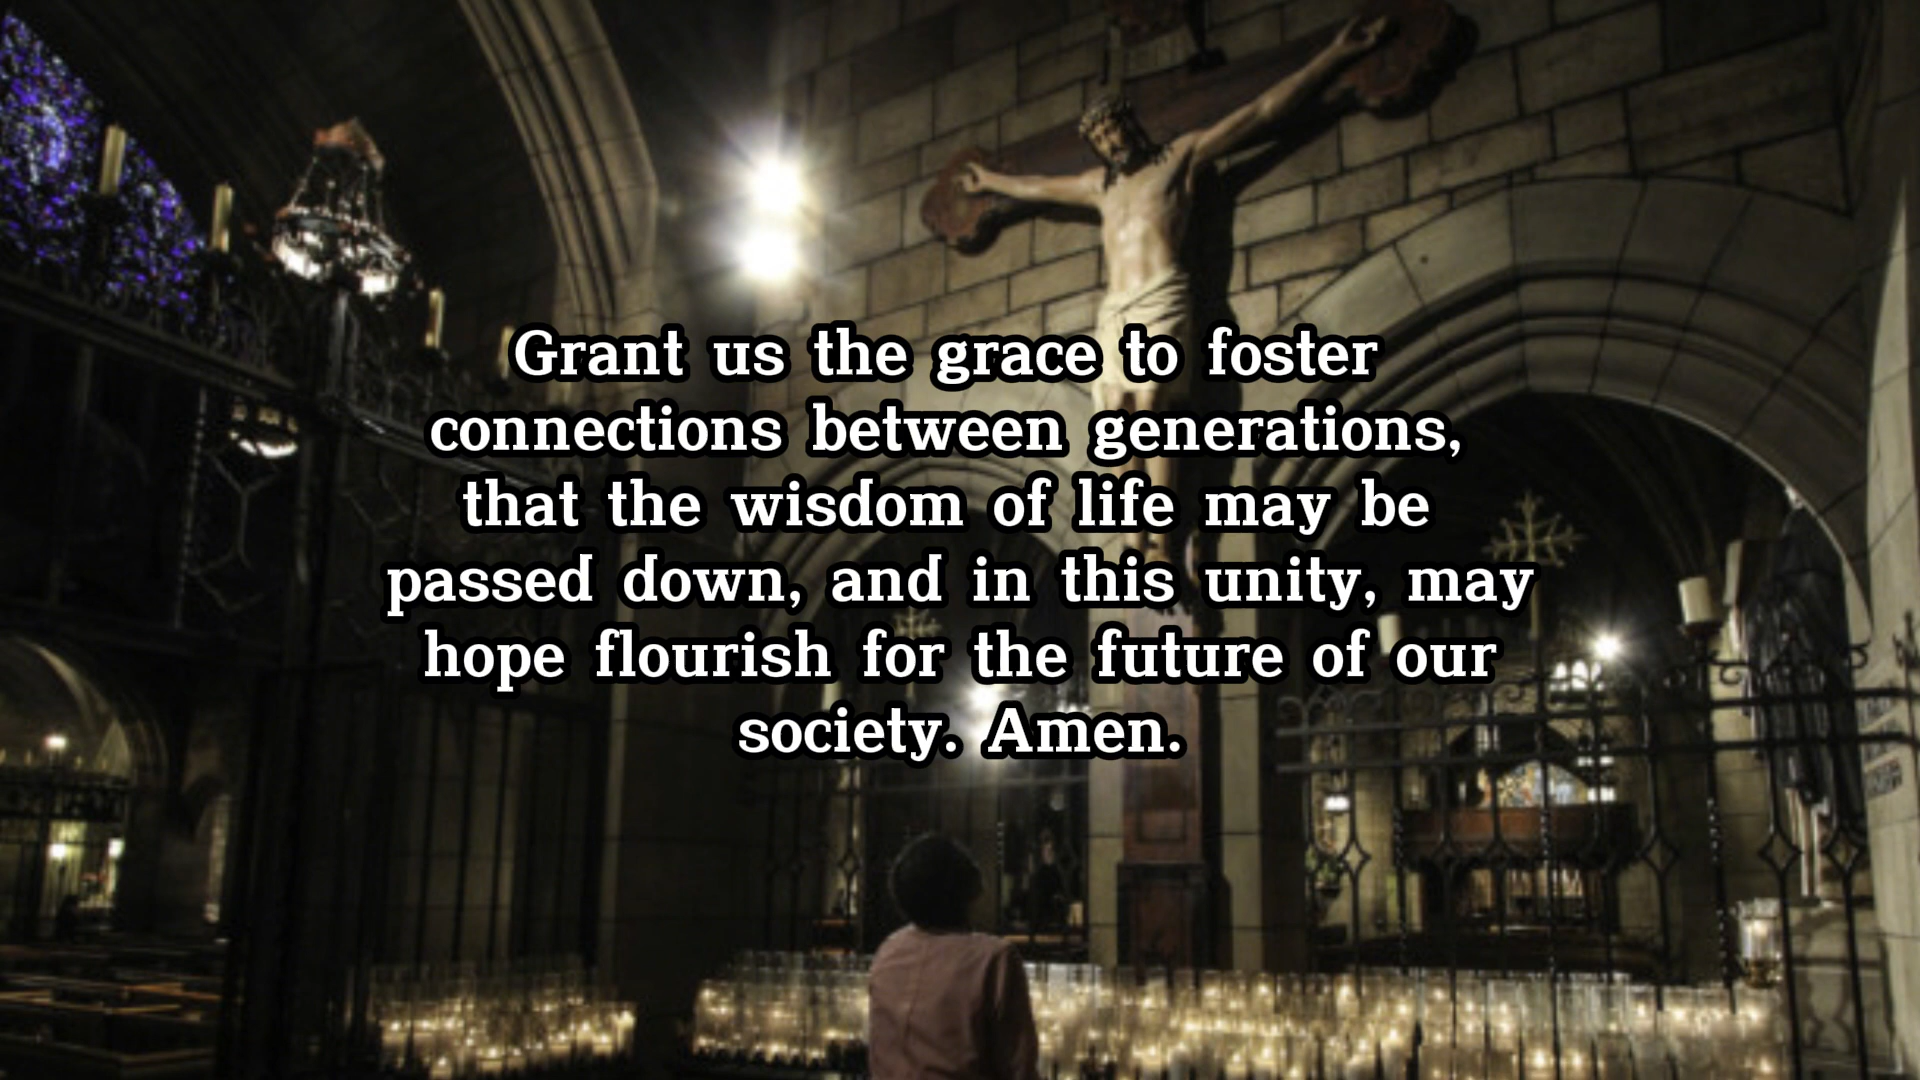 Grant us the grace to foster
connections between generations,
that the wisdom of life may be
passed down, and in this unity, may
hope flourish for the future of our
society. Amen.